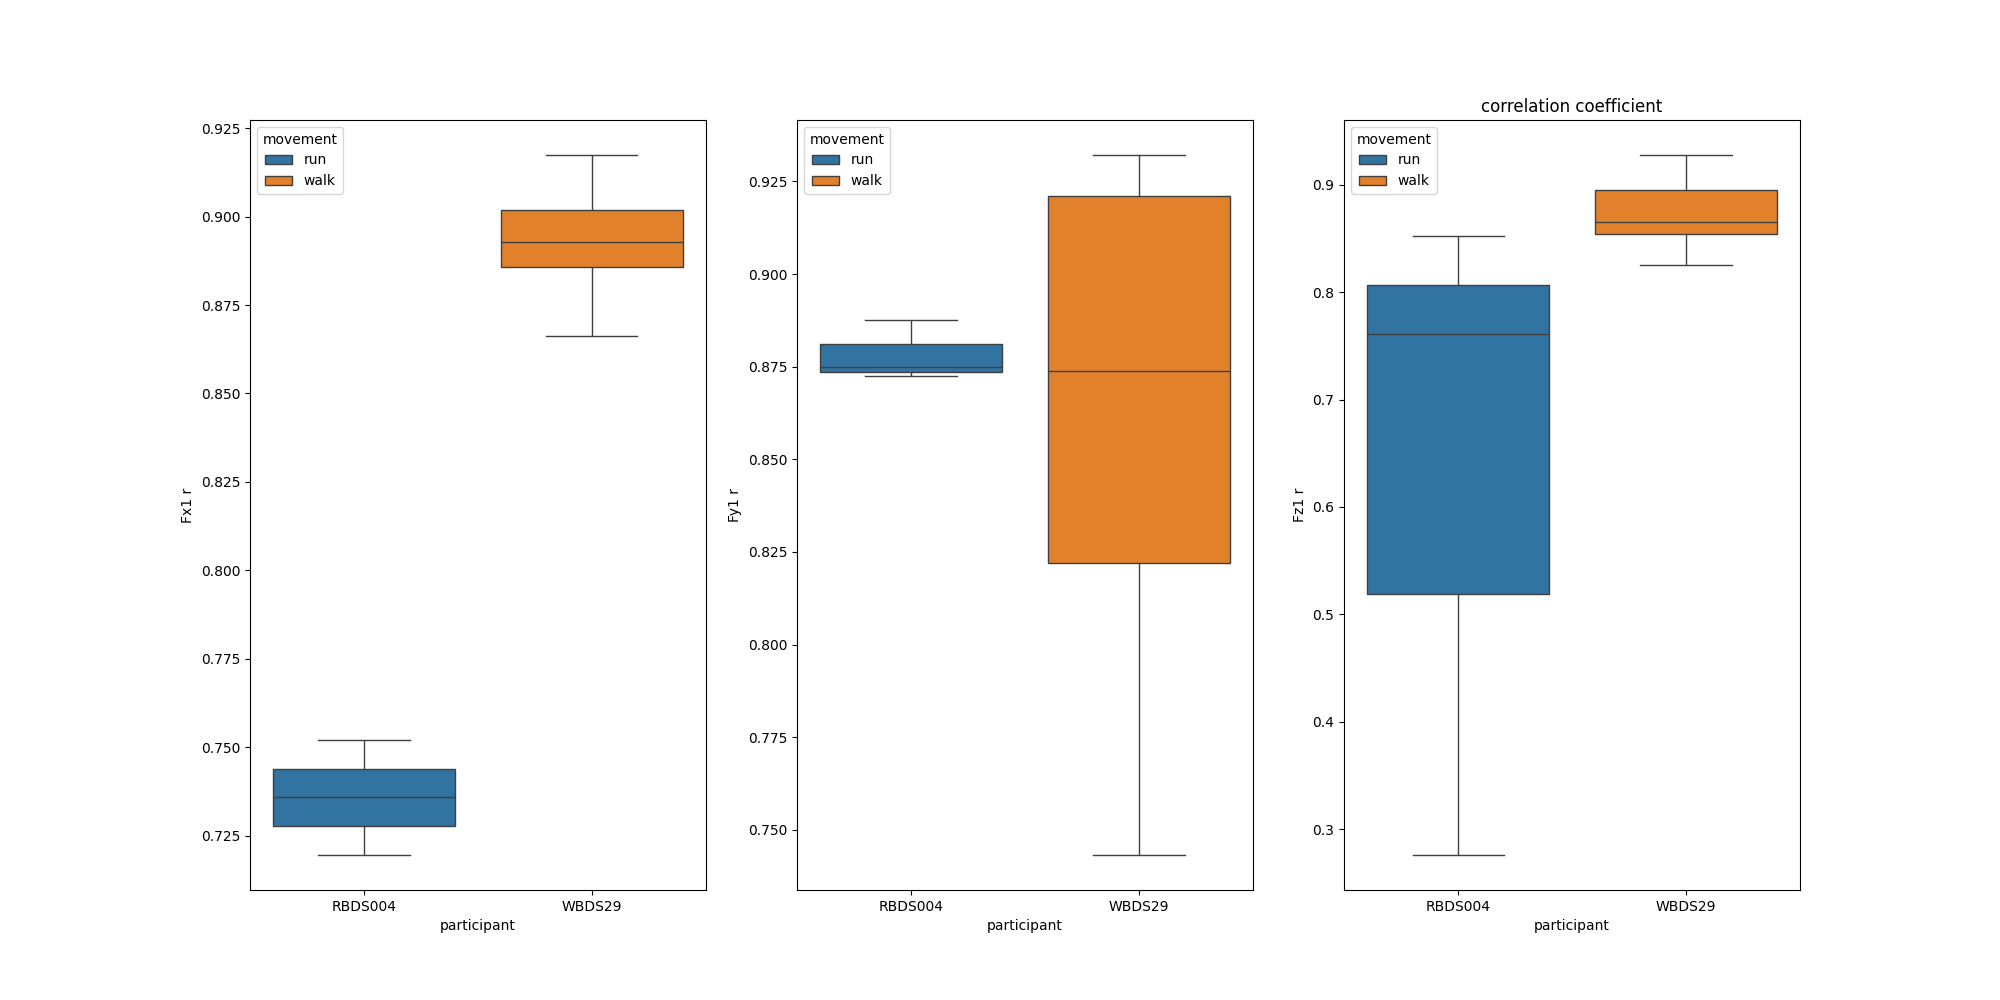 movement
run
walk
0.925
0.900
0.875
0.850
0.825
0.800
0.775
0.750
0.725
Fx1 r
RBDS004
WBDS29
participant
movement
run
walk
0.925
0.900
0.875
0.850
0.825
0.800
0.775
0.750
Fy1 r
RBDS004
WBDS29
participant
correlation coefficient
movement
run
walk
0.9
0.8
0.7
0.6
0.5
0.4
0.3
Fz1 r
RBDS004
WBDS29
participant